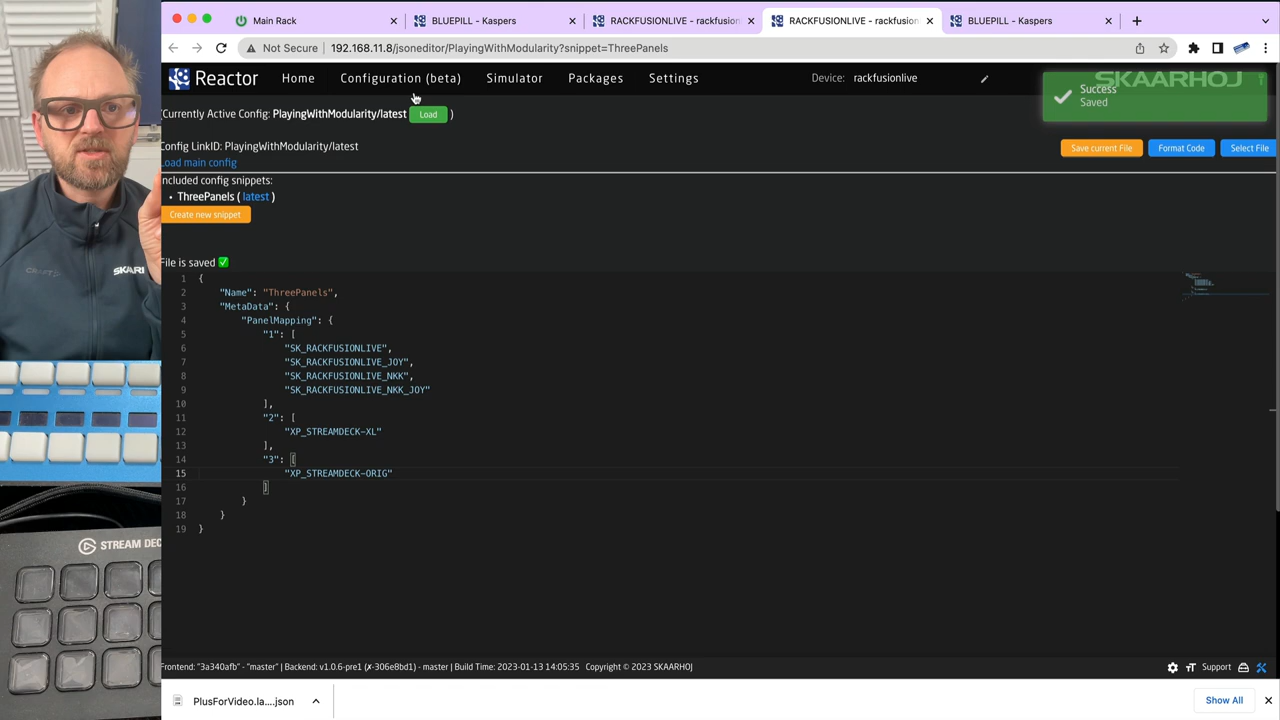 Main Rack
BLUEPILL - Kaspers
RACKFUSIONLIVE - rackfusion
RACKFUSIONLIVE - rackfusion
BLUEPILL - Kaspers
Not Secure
192.168.11.8/jsoneditor/PlayingWithModularity?snippet=ThreePanels
Reactor Home Configuration (beta) Simulator Packages Settings Device: rackfusionlive
SKAARHOJ
Success
Saved
(Currently Active Config: PlayingWithModularity/latest Load )
Config LinkID: PlayingWithModularity/latest
Load main config
Save current File Format Code Select File
included config snippets:
• ThreePanels ( latest )
Create new snippet
File is saved
1 {
2 "Name": "ThreePanels",
3 "MetaData": {
4 "PanelMapping": {
5 "1": [
6 "SK_RACKFUSIONLIVE",
7 "SK_RACKFUSIONLIVE_JOY",
8 "SK_RACKFUSIONLIVE_NKK",
9 "SK_RACKFUSIONLIVE_NKK_JOY"
10 ],
11 "2": [
12 "XP_STREAMDECK-XL"
13 ],
14 "3": [
15 "XP_STREAMDECK-ORIG"
16 ]
17 }
18 }
19 }
CRAFT
SKAR
STREAM DEC
Frontend: "3a340afb" - "master" | Backend: v1.0.6-pre1 (✗-306e8bd1) - master | Build Time: 2023-01-13 14:05:35 Copyright © 2023 SKAARHOJ
Support
PlusForVideo.la....json
Show All